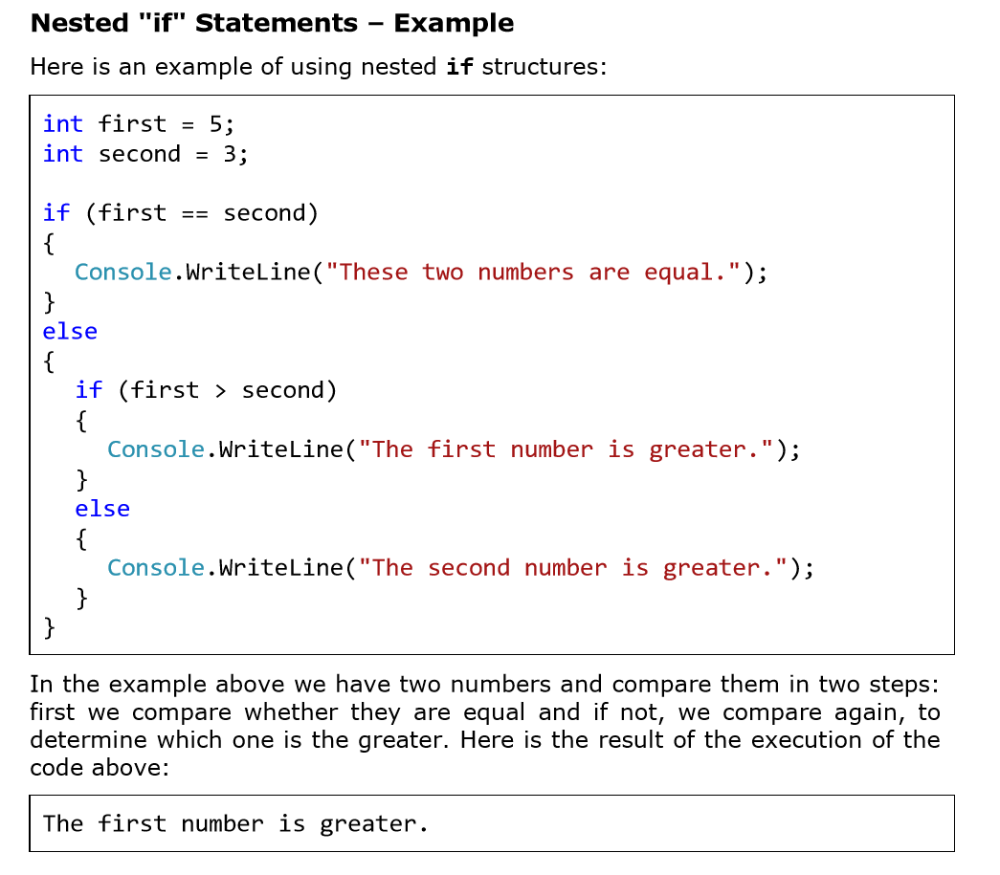 Nested "if" Statements – Example
Here is an example of using nested if structures:
int first = 5;
int second = 3;

if (first == second)
{
  Console.WriteLine("These two numbers are equal.");
}
else
{
  if (first > second)
  {
    Console.WriteLine("The first number is greater.");
  }
  else
  {
    Console.WriteLine("The second number is greater.");
  }
}
In the example above we have two numbers and compare them in two steps:
first we compare whether they are equal and if not, we compare again, to
determine which one is the greater. Here is the result of the execution of the
code above:
The first number is greater.